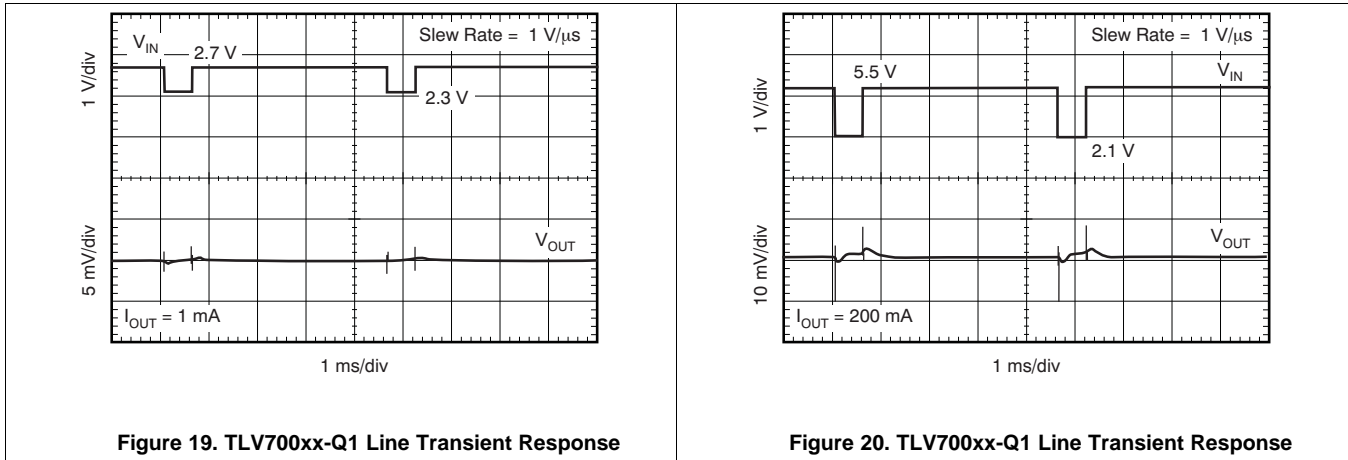 V_IN
2.7 V
Slew Rate = 1 V/μs
1 V/div
2.3 V
V_OUT
5 mV/div
I_OUT = 1 mA
1 ms/div
Figure 19. TLV700xx-Q1 Line Transient Response
Slew Rate = 1 V/μs
5.5 V
V_IN
1 V/div
2.1 V
V_OUT
10 mV/div
I_OUT = 200 mA
1 ms/div
Figure 20. TLV700xx-Q1 Line Transient Response